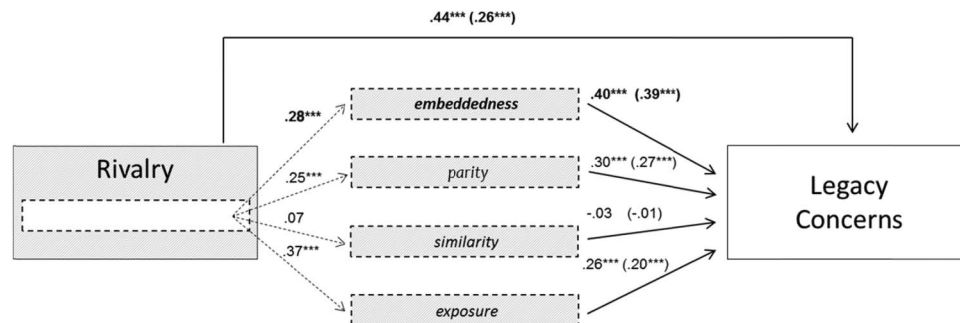 .44*** (.26***)
embeddedness
.40*** (.39***)
.28***
Rivalry
parity
.30*** (.27***)
.25***
Legacy
Concerns
.07
similarity
-.03 (-.01)
.37***
.26*** (.20***)
exposure